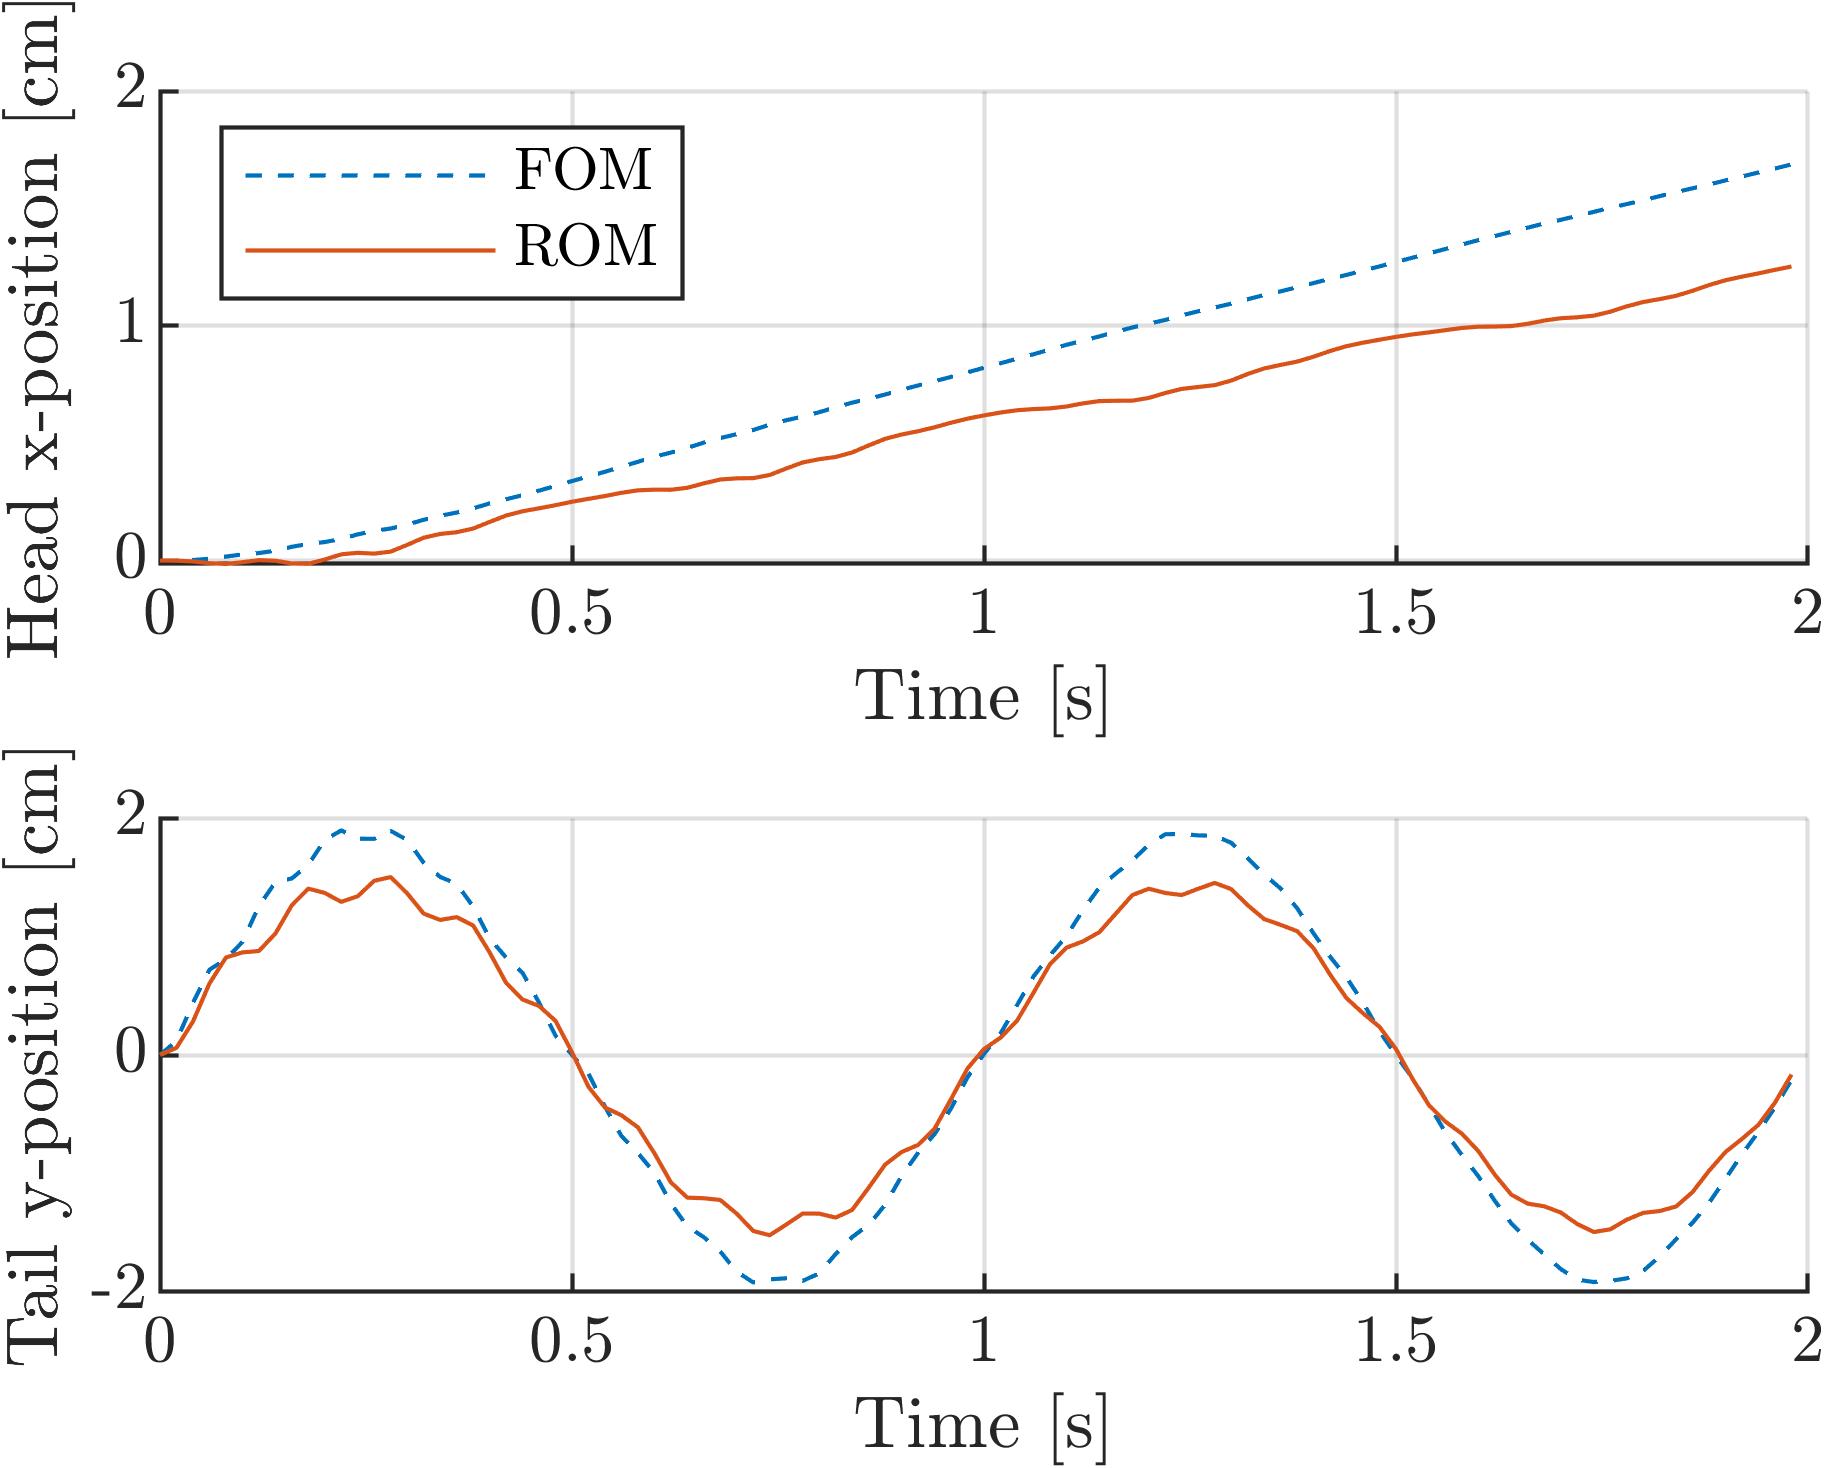 Head x-position [cm]
2
1
0
FOM
ROM
0 0.5 1 1.5 2
Time [s]
Tail y-position [cm]
2
0
-2
0 0.5 1 1.5 2
Time [s]